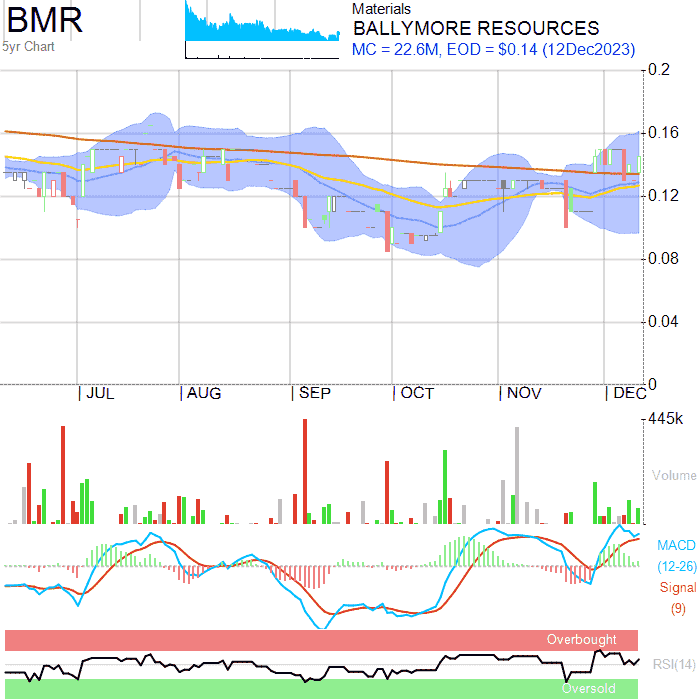 BMR
5yr Chart
Materials
BALLYMORE RESOURCES
MC = 22.6M, EOD = $0.14 (12Dec2023)
0.2
0.16
0.12
0.08
0.04
0
JUL AUG SEP OCT NOV DEC
445k
Volume
MACD
(12-26)
Signal
(9)
Overbought
RSI(14)
Oversold